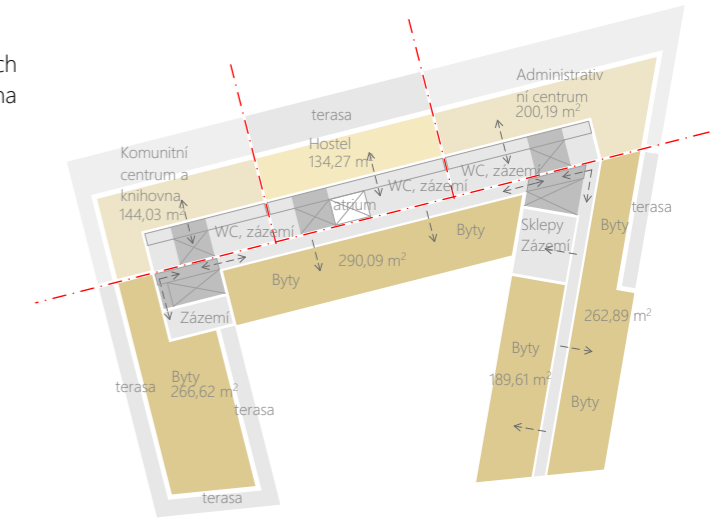 ch
na
Administrativ
ní centrum
200,19 m²
terasa
Hostel
134,27 m²
Komunitní
centrum a
knihovna
144,03 m²
WC, zázemí
WC, zázemí
WC, zázemí
atrium
terasa
Byty
Sklepy
Zázemí
Byty
290,09 m²
Byty
Zázemí
262,89 m²
Byty
189,61 m²
Byty
terasa
Byty
266,62 m²
terasa
terasa